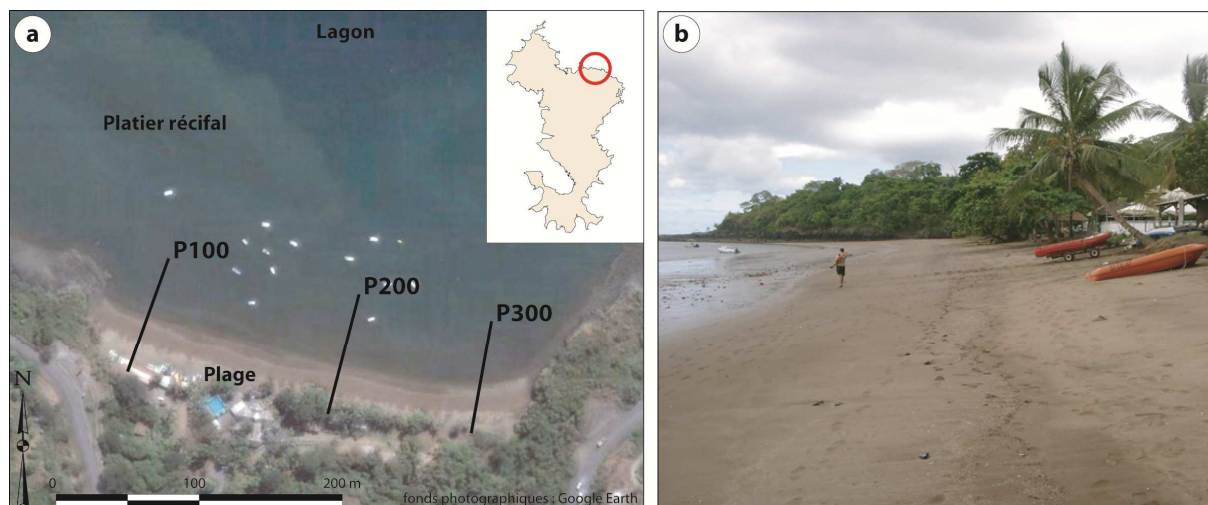 a
Lagon
Platier récifal
P100
P200
P300
Plage
N
0 100 200 m
fonds photographiques : Google Earth
b